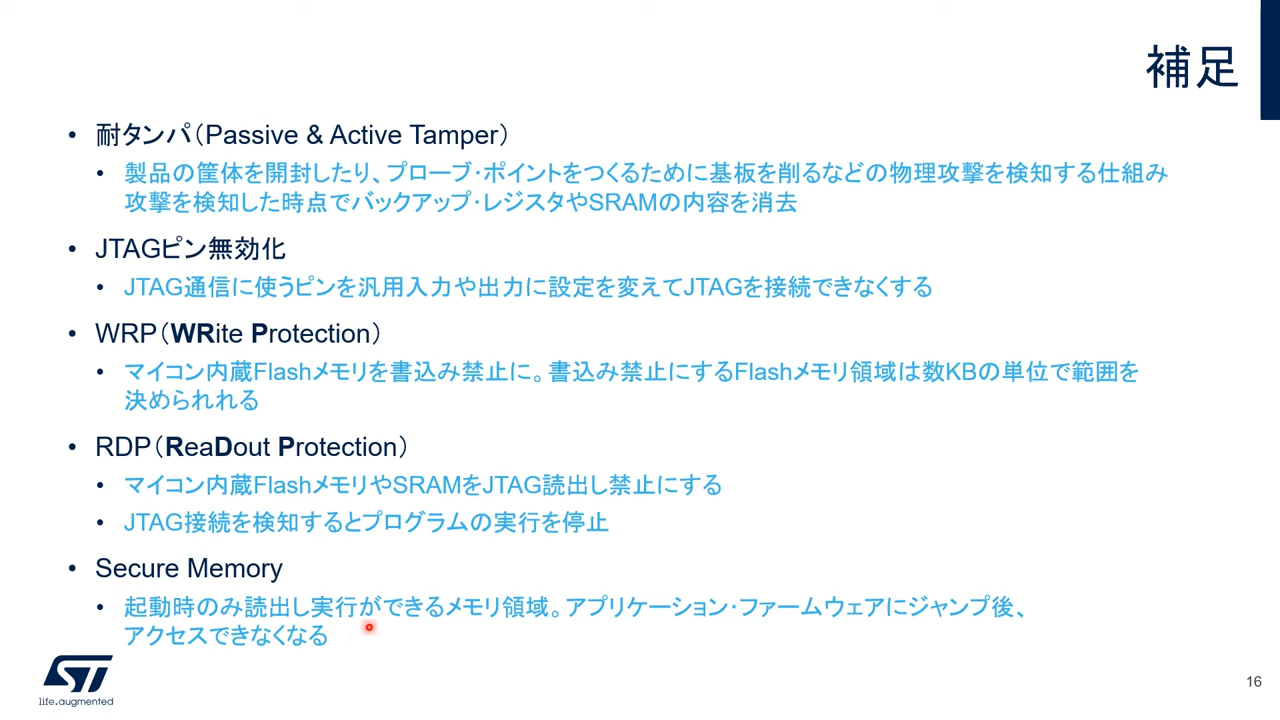 補足
• 耐タンパ（Passive & Active Tamper）
• 製品の筐体を開封したり、プローブ・ポイントをつくるために基板を削るなどの物理攻撃を検知する仕組み
攻撃を検知した時点でバックアップ・レジスタやSRAMの内容を消去
• JTAGピン無効化
• JTAG通信に使うピンを汎用入力や出力に設定を変えてJTAGを接続できなくする
• WRP（WRite Protection）
• マイコン内蔵Flashメモリを書込み禁止に。書込み禁止にするFlashメモリ領域は数KBの単位で範囲を
決められれる
• RDP（ReaDout Protection）
• マイコン内蔵FlashメモリやSRAMをJTAG読出し禁止にする
• JTAG接続を検知するとプログラムの実行を停止
• Secure Memory
• 起動時のみ読出し実行ができるメモリ領域。アプリケーション・ファームウェアにジャンプ後、
アクセスできなくなる
ST
life.augmented
16